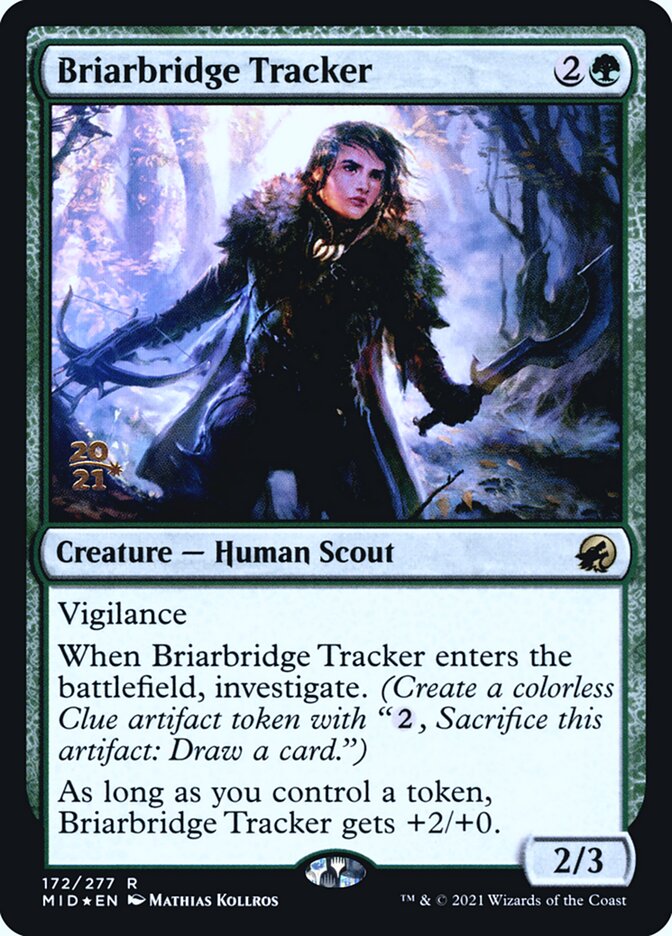 Briarbridge Tracker 2
20
21
Creature — Human Scout
Vigilance
When Briarbridge Tracker enters the
battlefield, investigate. (Create a colorless
Clue artifact token with “2, Sacrifice this
artifact: Draw a card.”)
As long as you control a token,
Briarbridge Tracker gets +2/+0.
2/3
172/277 R
MID★EN Mathias Kollros
™ & © 2021 Wizards of the Coast